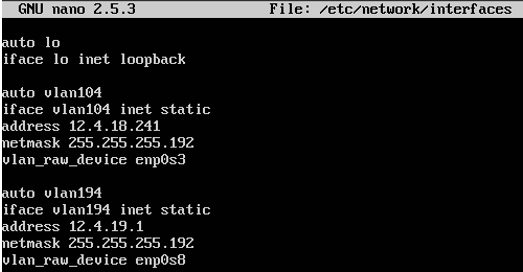 GNU nano 2.5.3 File: /etc/network/interfaces
auto lo
iface lo inet loopback
auto vlan104
iface vlan104 inet static
address 12.4.18.241
netmask 255.255.255.192
vlan_raw_device enp0s3
auto vlan194
iface vlan194 inet static
address 12.4.19.1
netmask 255.255.255.192
vlan_raw_device enp0s8